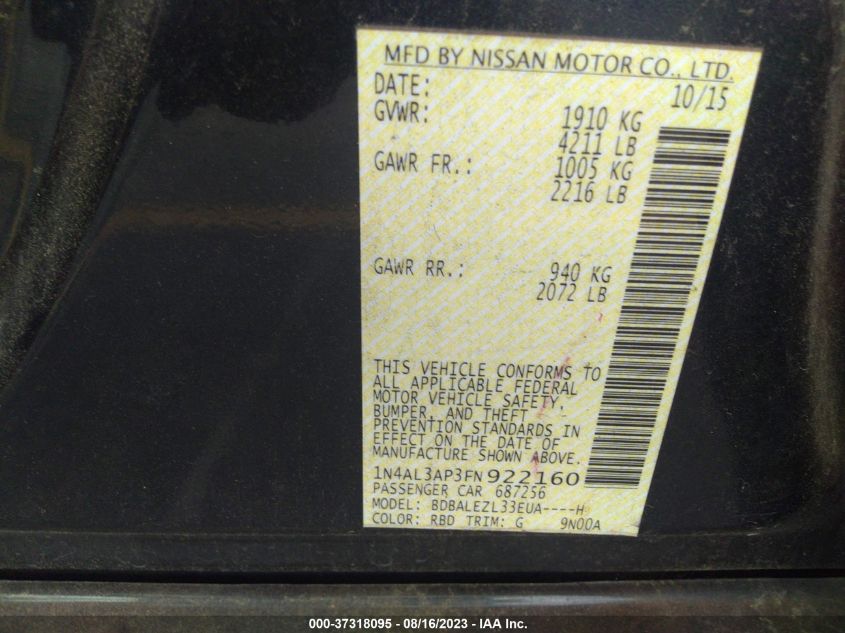 MFD BY NISSAN MOTOR CO., LTD.
DATE: 10/15
GVWR: 1910 KG
4211 LB
GAWR FR.: 1005 KG
2216 LB
GAWR RR.: 940 KG
2072 LB
THIS VEHICLE CONFORMS TO
ALL APPLICABLE FEDERAL
MOTOR VEHICLE SAFETY,
BUMPER, AND THEFT
PREVENTION STANDARDS IN
EFFECT ON THE DATE OF
MANUFACTURE SHOWN ABOVE.
1N4AL3AP3FN922160
PASSENGER CAR 687256
MODEL: BDBALEZL33EUA----H
COLOR: RBD TRIM: G 9N00A
000-37318095 - 08/16/2023 - IAA Inc.